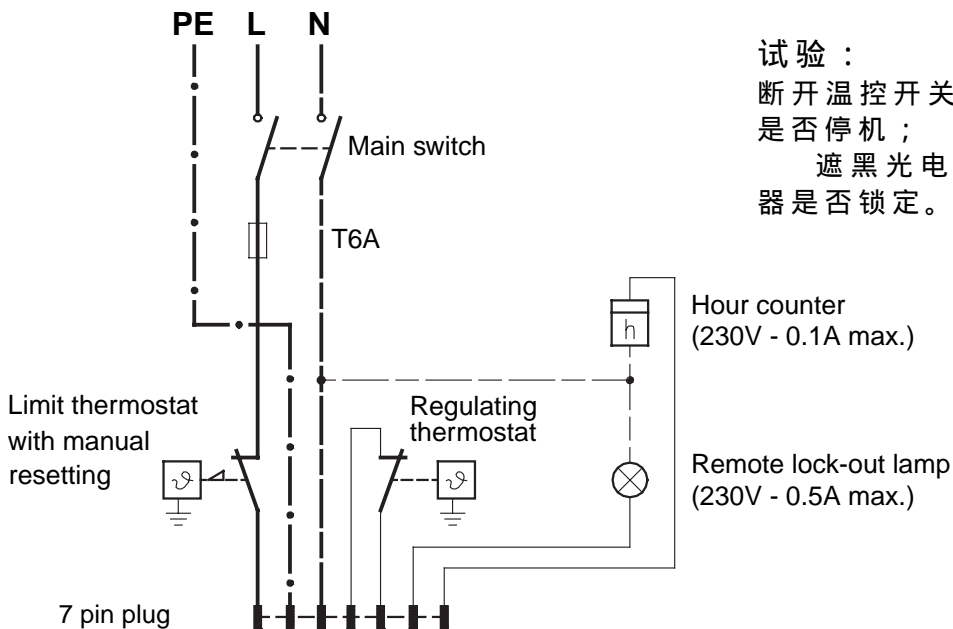 PE L N
试验：
断开温控开关
是否停机；
遮黑光电
器是否锁定。
Main switch
T6A
Hour counter
(230V - 0.1A max.)
h
Limit thermostat
with manual
resetting
Regulating
thermostat
ϑ
ϑ
Remote lock-out lamp
(230V - 0.5A max.)
7 pin plug